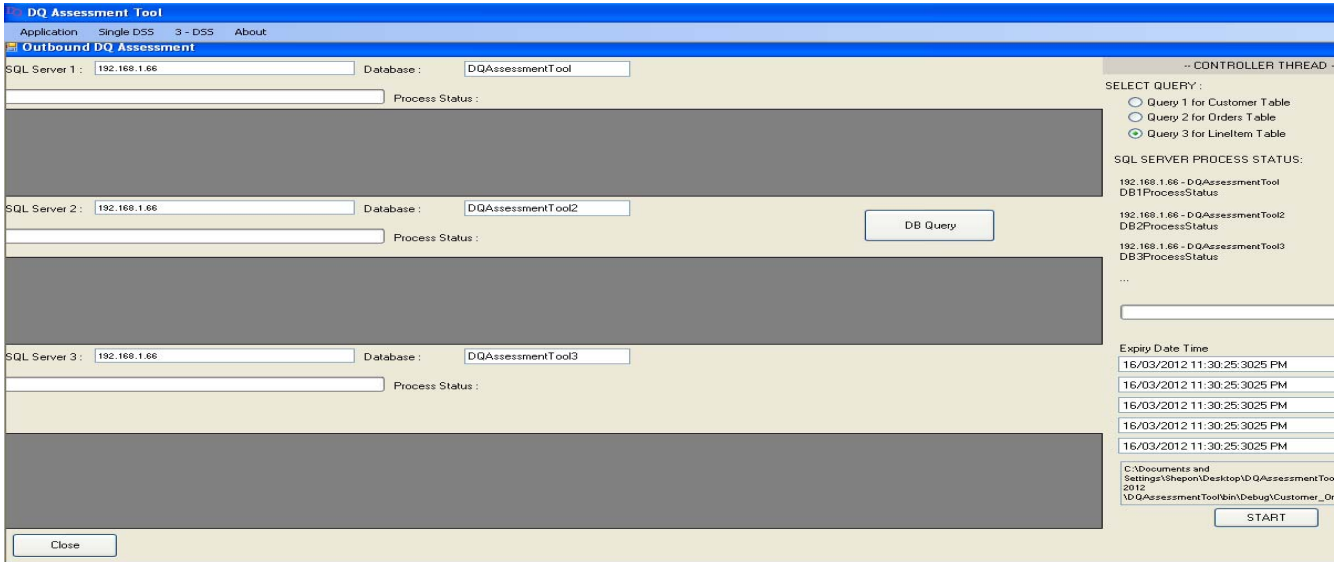 DQ Assessment Tool
Application Single DSS 3 - DSS About
Outbound DQ Assessment
SQL Server 1 : 192.168.1.66 Database : DQAssessmentTool
Process Status :
SQL Server 2 : 192.168.1.66 Database : DQAssessmentTool2
Process Status :
DB Query
SQL Server 3 : 192.168.1.66 Database : DQAssessmentTool3
Process Status :
Close
-- CONTROLLER THREAD -
SELECT QUERY :
Query 1 for Customer Table
Query 2 for Orders Table
Query 3 for LineItem Table
SQL SERVER PROCESS STATUS:
192.168.1.66 - DQAssessmentTool
DB1ProcessStatus
192.168.1.66 - DQAssessmentTool2
DB2ProcessStatus
192.168.1.66 - DQAssessmentTool3
DB3ProcessStatus
...
Expiry Date Time
16/03/2012 11:30:25:3025 PM
16/03/2012 11:30:25:3025 PM
16/03/2012 11:30:25:3025 PM
16/03/2012 11:30:25:3025 PM
16/03/2012 11:30:25:3025 PM
C:\Documents and
Settings\Shepon\Desktop\DQAssessmentToo
2012
\DQAssessmentTool\bin\Debug\Customer_Or
START